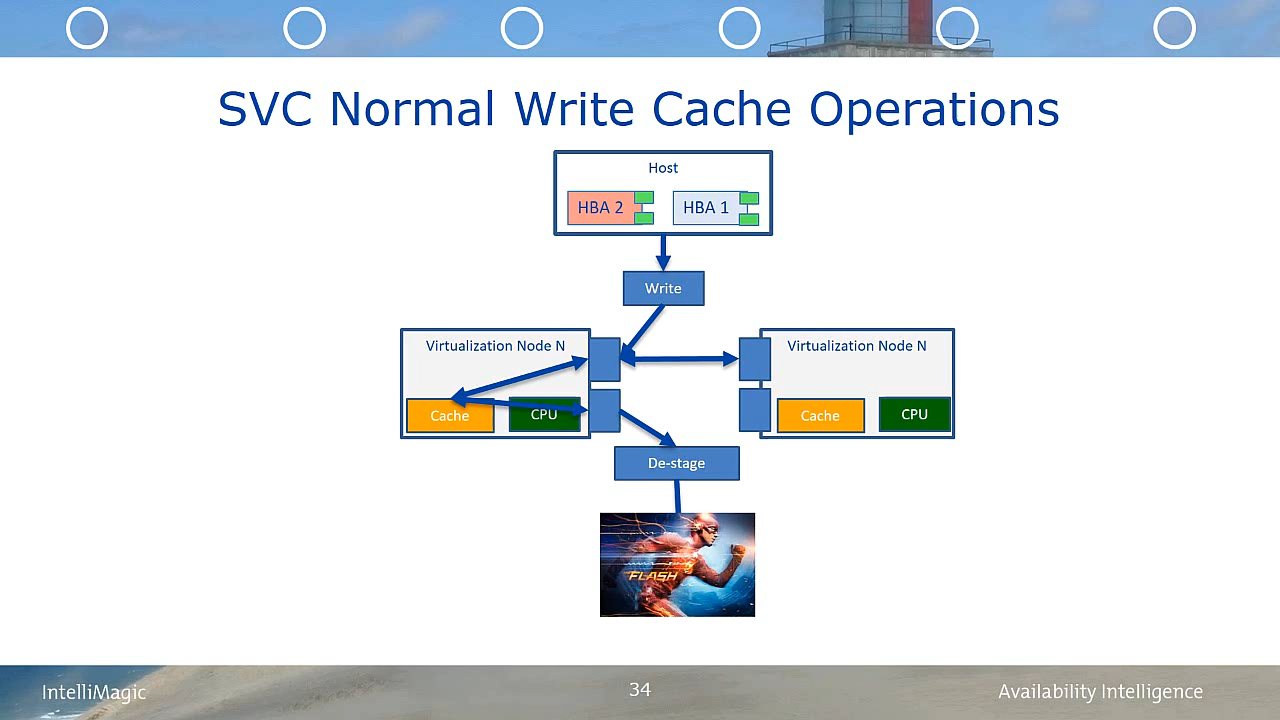 SVC Normal Write Cache Operations
Host
HBA 2
HBA 1
Write
Virtualization Node N
Virtualization Node N
Cache
CPU
Cache
CPU
De-stage
FLASH
IntelliMagic
34
Availability Intelligence